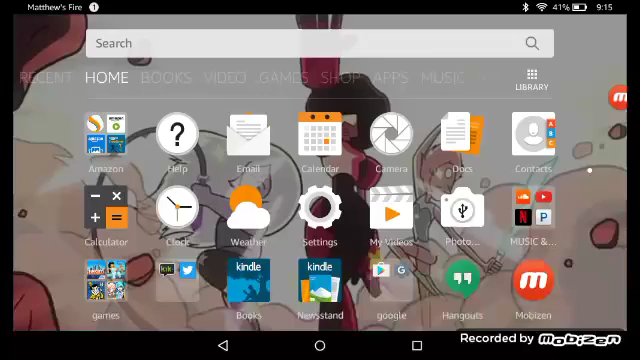 Matthew's Fire 1 41% 9:15
Search
RECENT HOME BOOKS VIDEO GAMES SHOP APPS MUSIC LIBRARY
Amazon Help Email Calendar Camera Docs Contacts
Calculator Clock Weather Settings My Videos Photo... MUSIC &...
games kindle Books kindle Newsstand google Hangouts Mobizen
Recorded by MOBIZEN